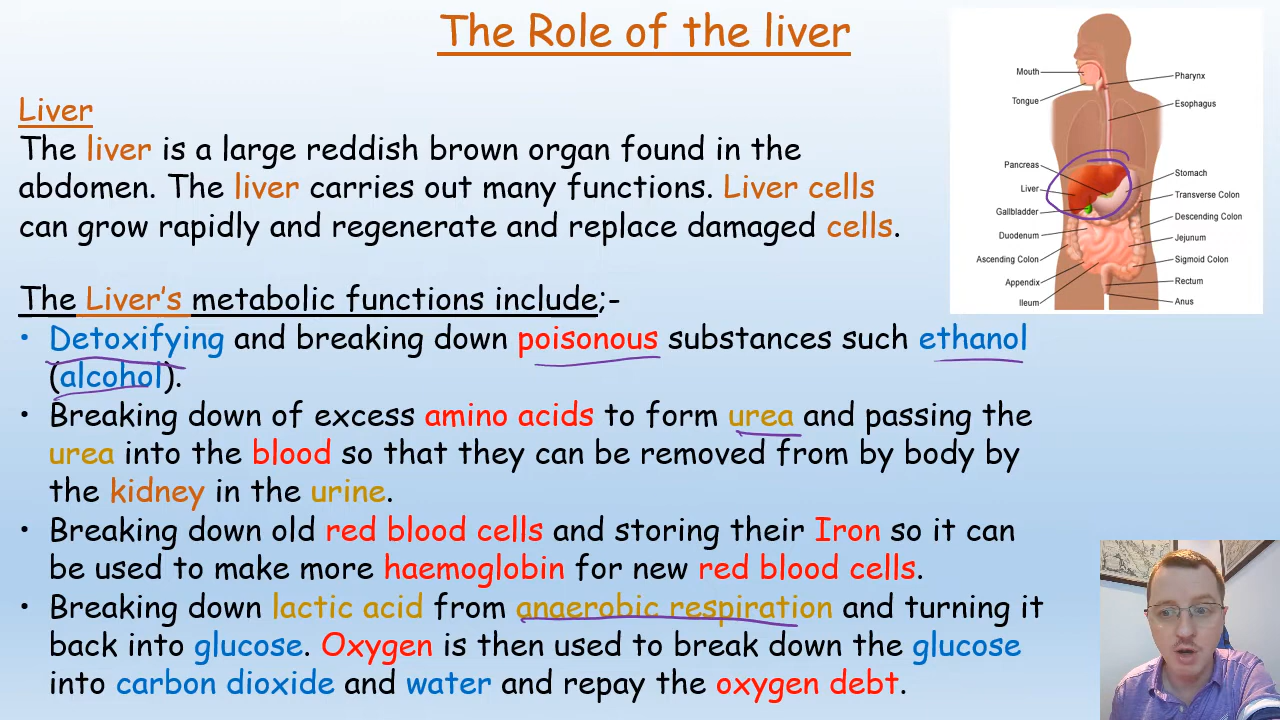 The Role of the liver
Liver
The liver is a large reddish brown organ found in the
abdomen. The liver carries out many functions. Liver cells
can grow rapidly and regenerate and replace damaged cells.
The Liver's metabolic functions include;-
• Detoxifying and breaking down poisonous substances such ethanol
(alcohol).
• Breaking down of excess amino acids to form urea and passing the
urea into the blood so that they can be removed from by body by
the kidney in the urine.
• Breaking down old red blood cells and storing their Iron so it can
be used to make more haemoglobin for new red blood cells.
• Breaking down lactic acid from anaerobic respiration and turning it
back into glucose. Oxygen is then used to break down the glucose
into carbon dioxide and water and repay the oxygen debt.
Mouth
Tongue
Pancreas
Liver
Gallbladder
Duodenum
Ascending Colon
Appendix
Ileum
Pharynx
Esophagus
Stomach
Transverse Colon
Descending Colon
Jejunum
Sigmoid Colon
Rectum
Anus